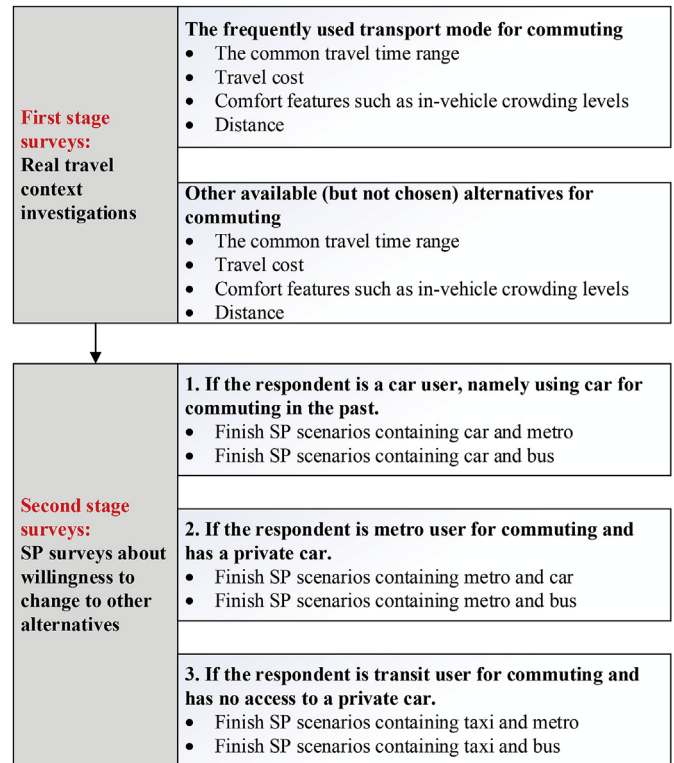 First stage
surveys:
Real travel
context
investigations
The frequently used transport mode for commuting
• The common travel time range
• Travel cost
• Comfort features such as in-vehicle crowding levels
• Distance
Other available (but not chosen) alternatives for
commuting
• The common travel time range
• Travel cost
• Comfort features such as in-vehicle crowding levels
• Distance
Second stage
surveys:
SP surveys about
willingness to
change to other
alternatives
1. If the respondent is a car user, namely using car for
commuting in the past.
• Finish SP scenarios containing car and metro
• Finish SP scenarios containing car and bus
2. If the respondent is metro user for commuting and
has a private car.
• Finish SP scenarios containing metro and car
• Finish SP scenarios containing metro and bus
3. If the respondent is transit user for commuting and
has no access to a private car.
• Finish SP scenarios containing taxi and metro
• Finish SP scenarios containing taxi and bus